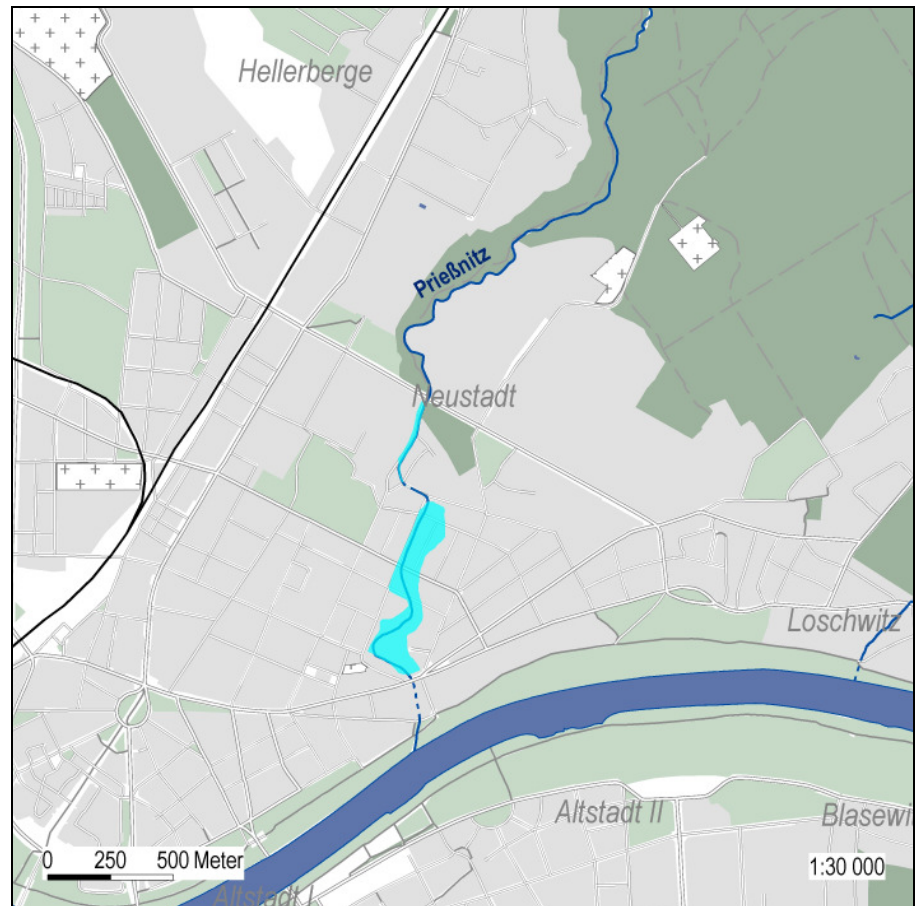 Hellerberge
Prießnitz
Neustadt
Loschwitz
Altstadt II
Blasewi
0 250 500 Meter
1:30 000
Altstadt I